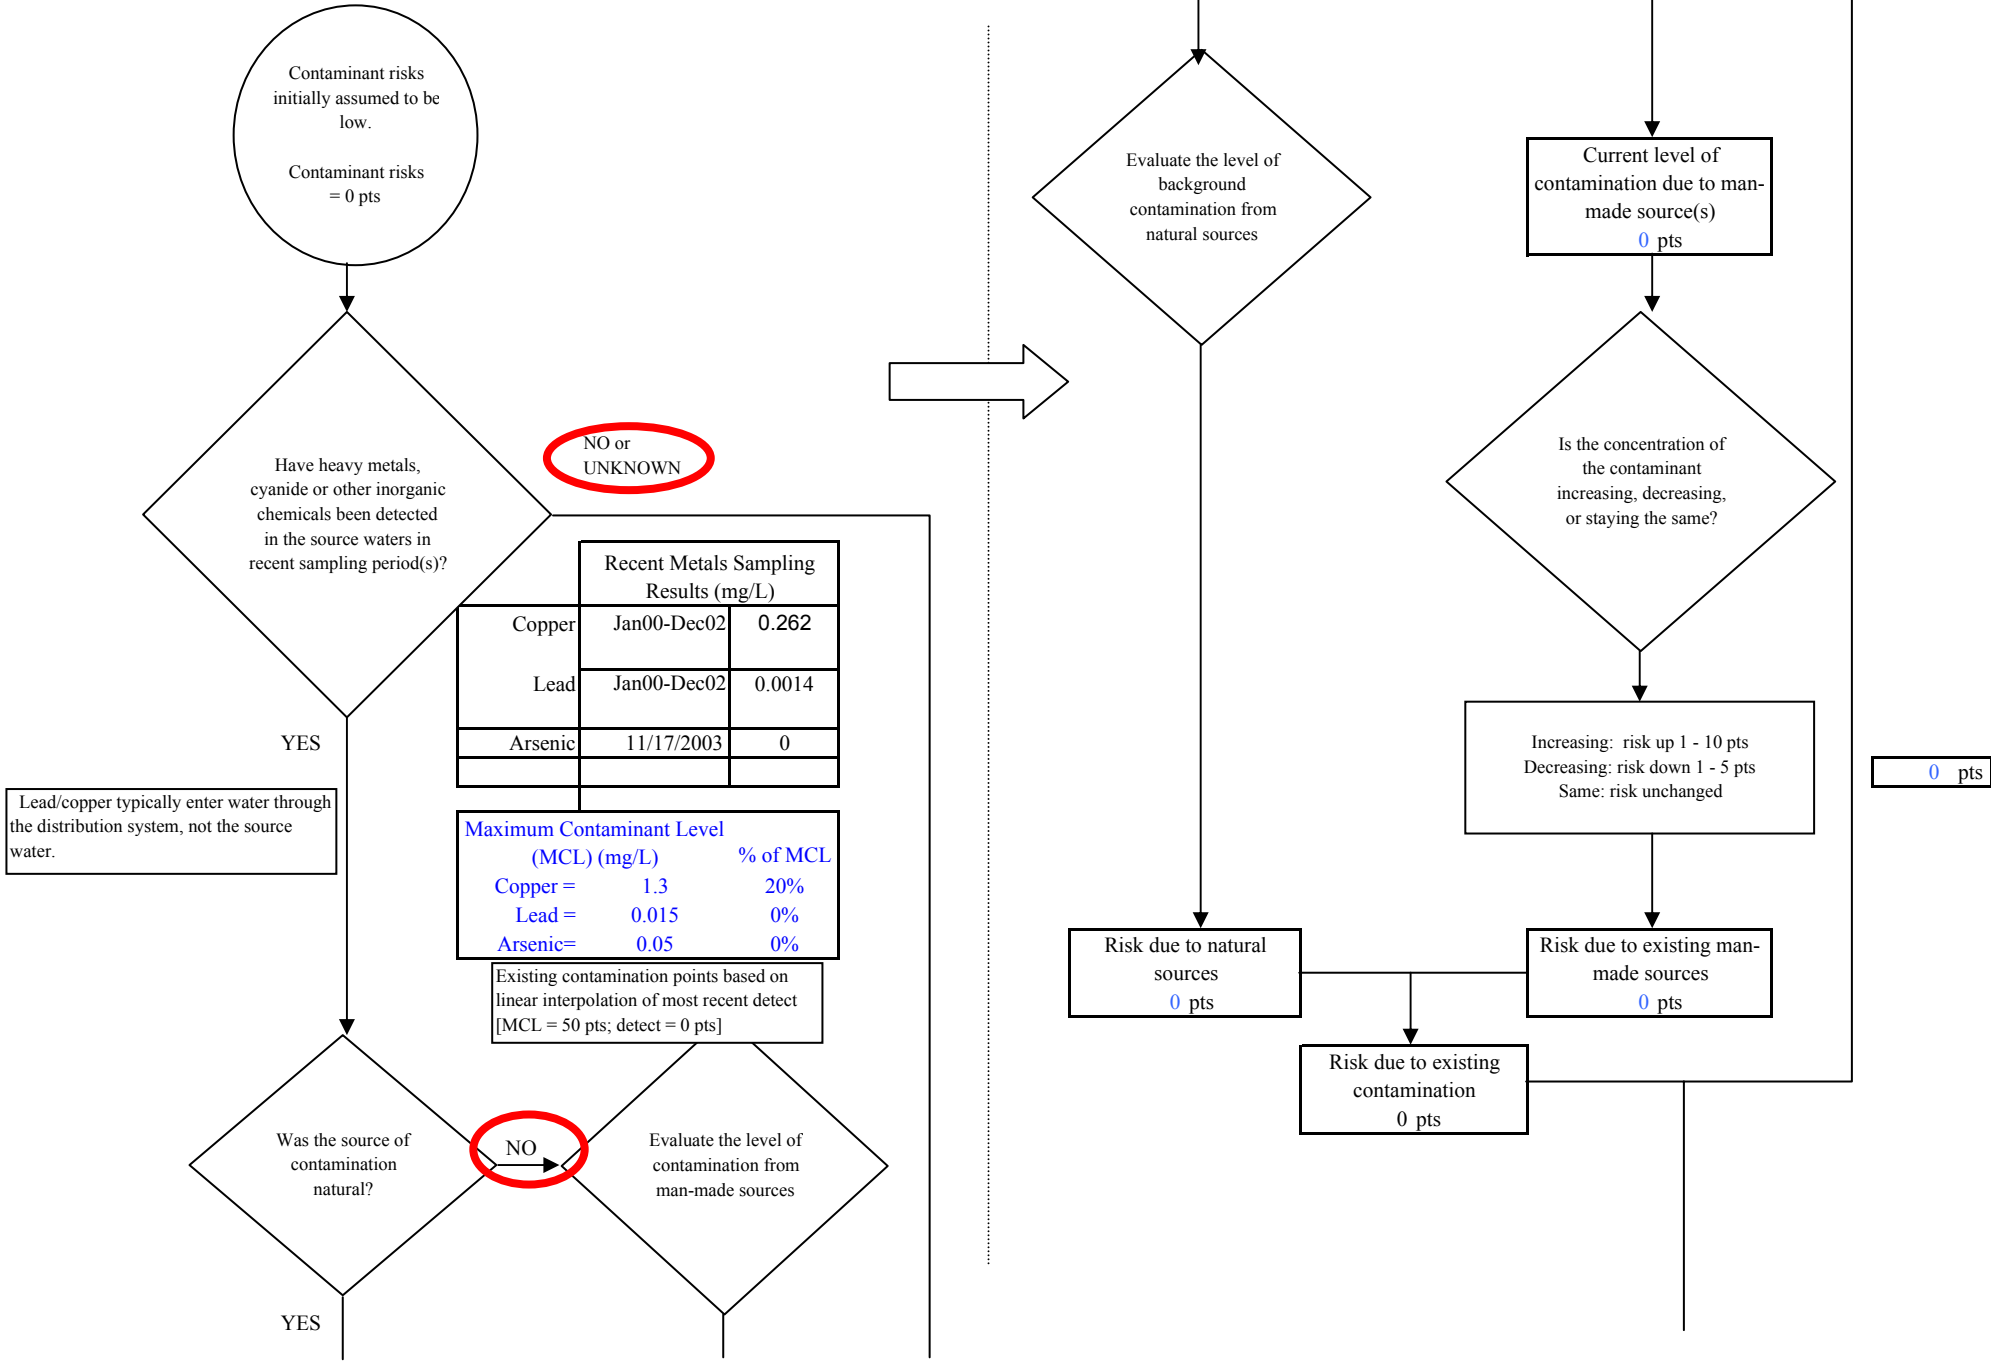 Contaminant risks
initially assumed to be
low.
Contaminant risks
= 0 pts
Have heavy metals,
cyanide or other inorganic
chemicals been detected
in the source waters in
recent sampling period(s)?
NO or
UNKNOWN
Recent Metals Sampling
Results (mg/L)
Copper Jan00-Dec02 0.262
Lead Jan00-Dec02 0.0014
Arsenic 11/17/2003 0
YES
Lead/copper typically enter water through
the distribution system, not the source
water.
Maximum Contaminant Level
(MCL) (mg/L) % of MCL
Copper = 1.3 20%
Lead = 0.015 0%
Arsenic= 0.05 0%
Existing contamination points based on
linear interpolation of most recent detect
[MCL = 50 pts; detect = 0 pts]
Was the source of
contamination
natural?
NO
Evaluate the level of
contamination from
man-made sources
YES
Evaluate the level of
background
contamination from
natural sources
Current level of
contamination due to man-
made source(s)
0 pts
Is the concentration of
the contaminant
increasing, decreasing,
or staying the same?
Increasing: risk up 1 - 10 pts
Decreasing: risk down 1 - 5 pts
Same: risk unchanged
0 pts
Risk due to natural
sources
0 pts
Risk due to existing man-
made sources
0 pts
Risk due to existing
contamination
0 pts